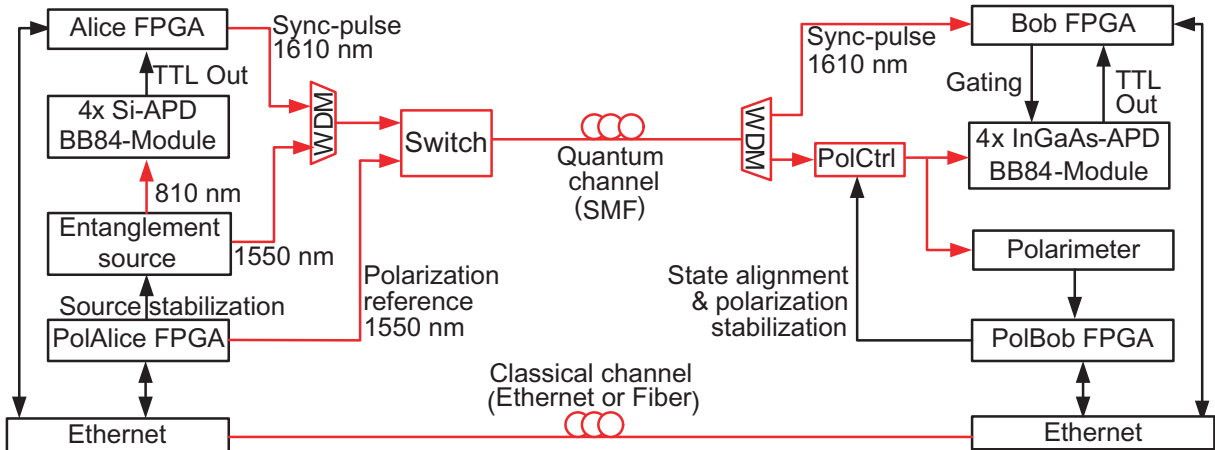 Alice FPGA
Sync-pulse
1610 nm
TTL Out
4x Si-APD
BB84-Module
WDM
810 nm
Entanglement
source
1550 nm
Source stabilization
PolAlice FPGA
Ethernet
Switch
Polarization
reference
1550 nm
Quantum
channel
(SMF)
Classical channel
(Ethernet or Fiber)
WDM
Sync-pulse
1610 nm
PolCtrl
State alignment
& polarization
stabilization
Bob FPGA
Gating
TTL
Out
4x InGaAs-APD
BB84-Module
Polarimeter
PolBob FPGA
Ethernet